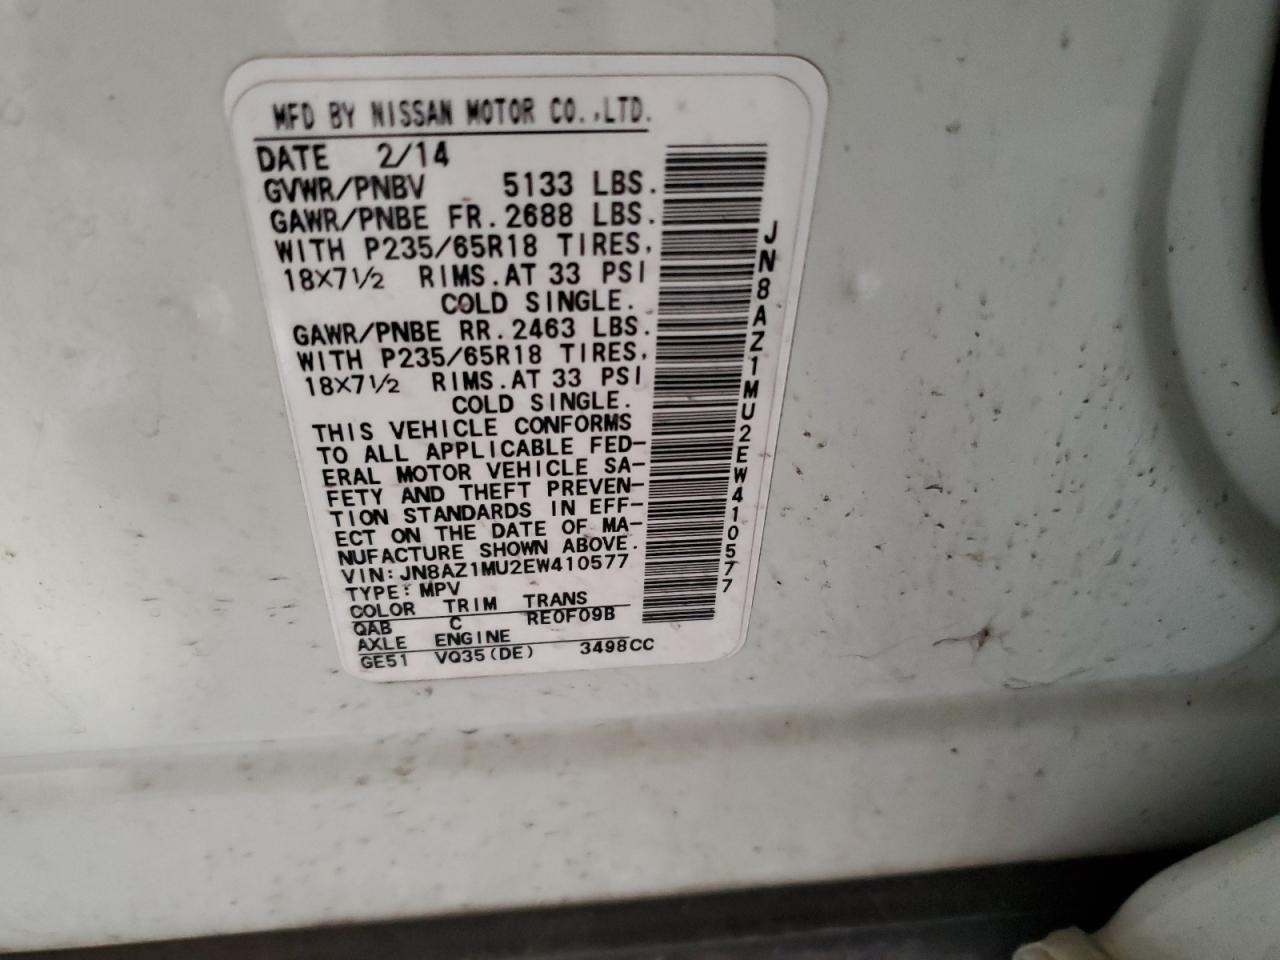 MFD BY NISSAN MOTOR CO.,LTD.
DATE 2/14
GVWR/PNBV 5133 LBS.
GAWR/PNBE FR.2688 LBS.
WITH P235/65R18 TIRES,
18X7½ RIMS.AT 33 PSI
COLD SINGLE.
GAWR/PNBE RR.2463 LBS.
WITH P235/65R18 TIRES,
18X7½ RIMS.AT 33 PSI
COLD SINGLE.
THIS VEHICLE CONFORMS
TO ALL APPLICABLE FED-
ERAL MOTOR VEHICLE SA-
FETY AND THEFT PREVEN-
TION STANDARDS IN EFF-
ECT ON THE DATE OF MA-
NUFACTURE SHOWN ABOVE.
VIN:JN8AZ1MU2EW410577
TYPE:MPV
COLOR TRIM TRANS
QAB C RE0F09B
AXLE ENGINE
GE51 VQ35(DE) 3498CC
JN8AZ1MU2EW410577